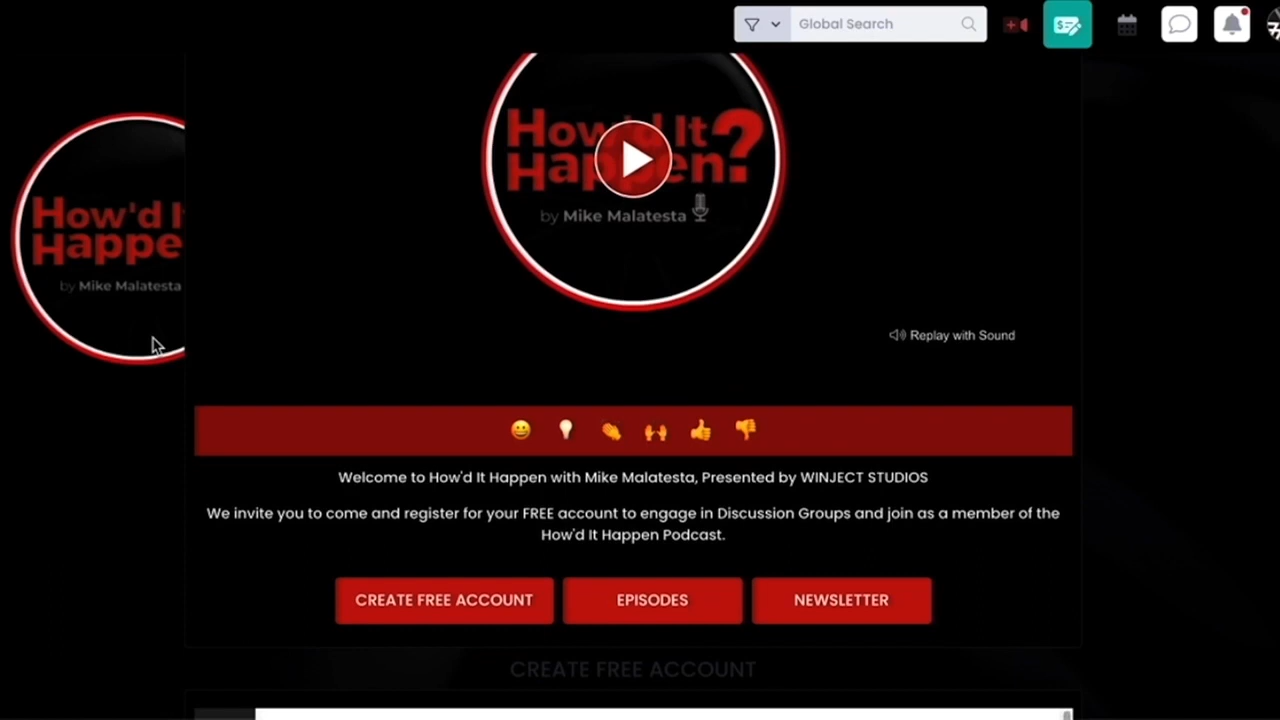 Global Search
How'd It
Happen?
by Mike Malatesta
How'd I
Happe
by Mike Malatesta
Replay with Sound
Welcome to How'd It Happen with Mike Malatesta, Presented by WINJECT STUDIOS
We invite you to come and register for your FREE account to engage in Discussion Groups and join as a member of the
How'd It Happen Podcast.
CREATE FREE ACCOUNT
EPISODES
NEWSLETTER
CREATE FREE ACCOUNT